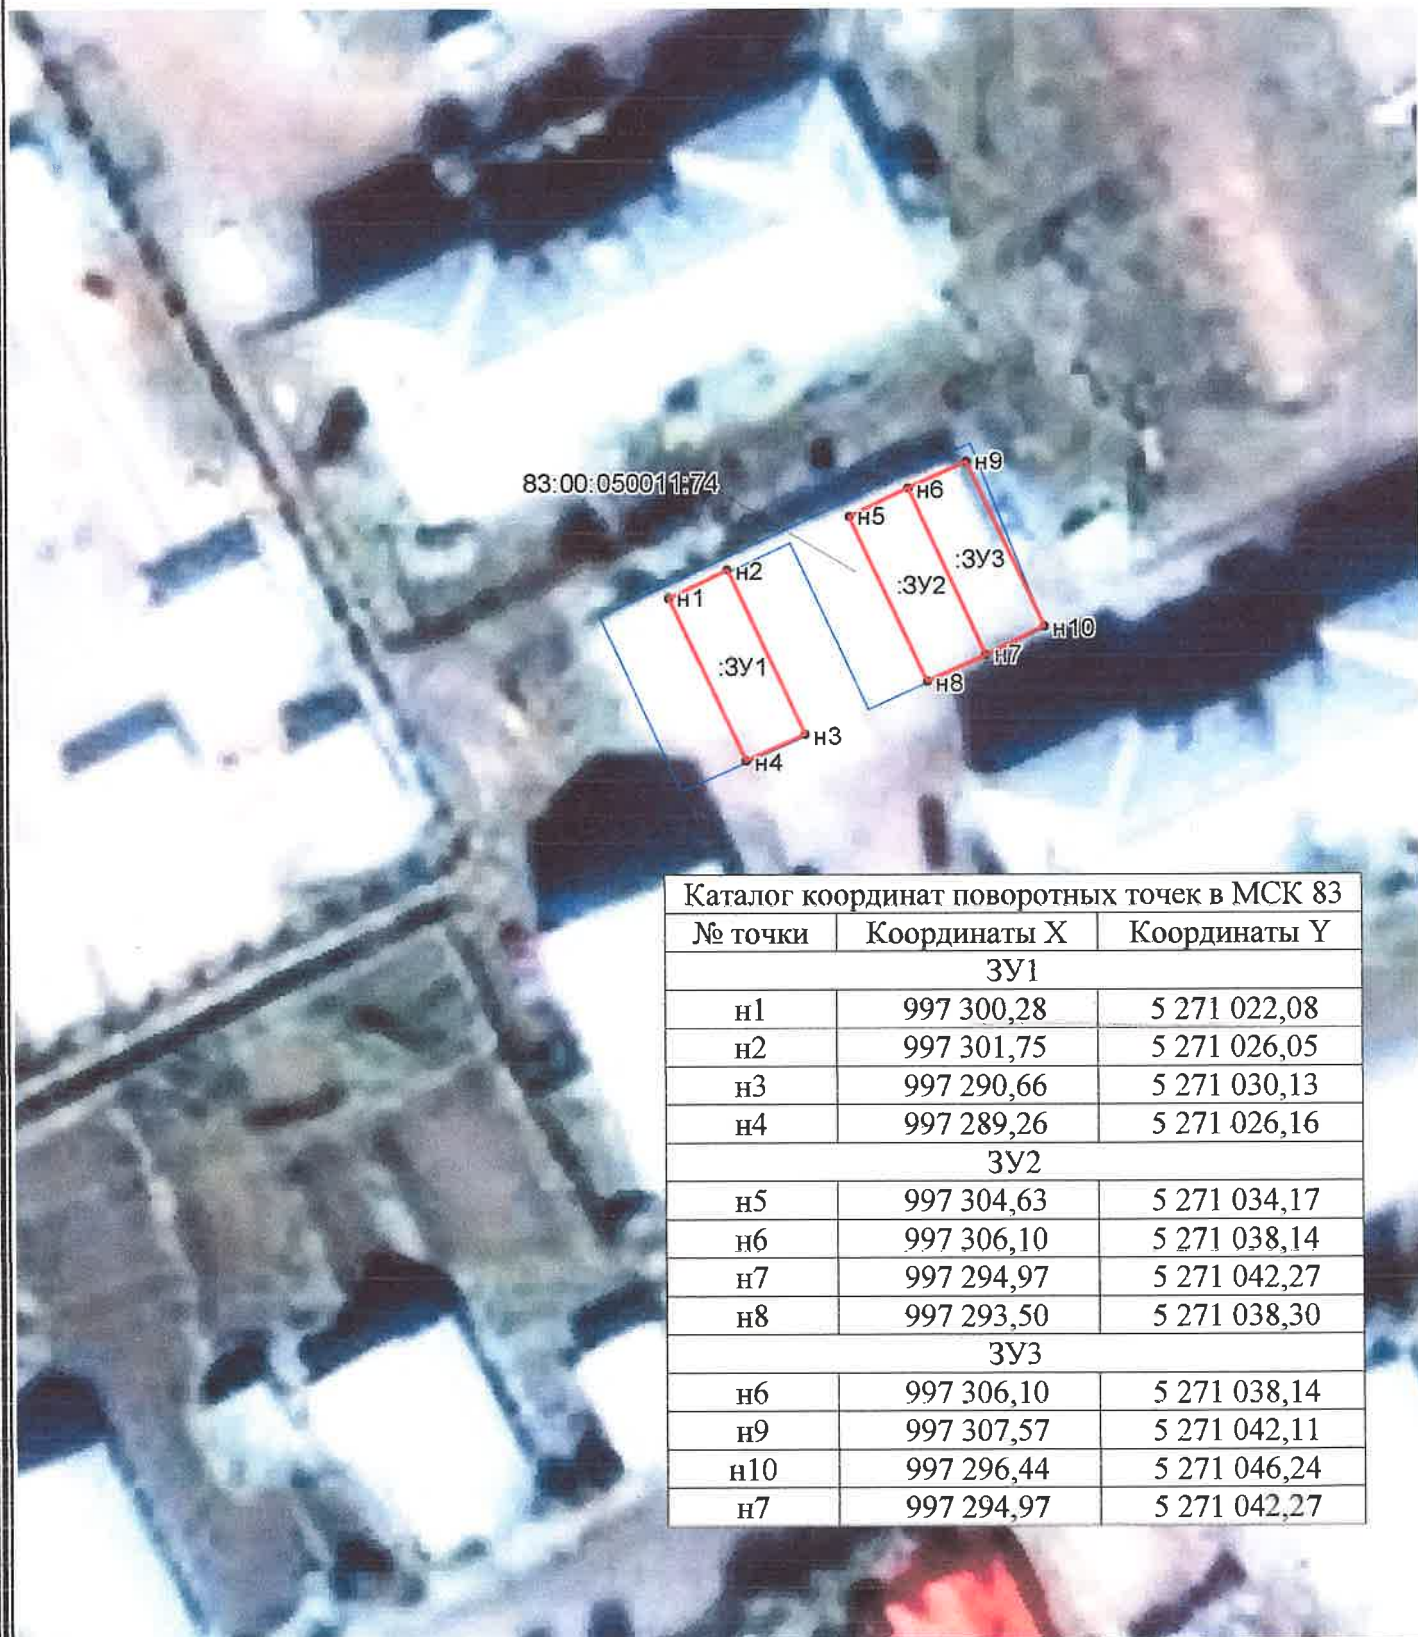 83:00:050011:74
н9
н6
н5
:ЗУ3
н2
:ЗУ2
н1
н10
н7
:ЗУ1
н8
н3
н4
Каталог координат поворотных точек в МСК 83
№ точки Координаты X Координаты Y
ЗУ1
н1 997 300,28 5 271 022,08
н2 997 301,75 5 271 026,05
н3 997 290,66 5 271 030,13
н4 997 289,26 5 271 026,16
ЗУ2
н5 997 304,63 5 271 034,17
н6 997 306,10 5 271 038,14
н7 997 294,97 5 271 042,27
н8 997 293,50 5 271 038,30
ЗУ3
н6 997 306,10 5 271 038,14
н9 997 307,57 5 271 042,11
н10 997 296,44 5 271 046,24
н7 997 294,97 5 271 042,27